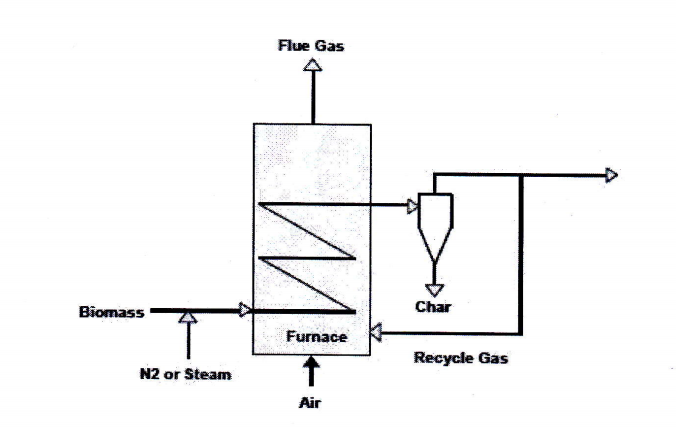 Flue Gas
Biomass
Char
Furnace
Recycle Gas
N2 or Steam
Air